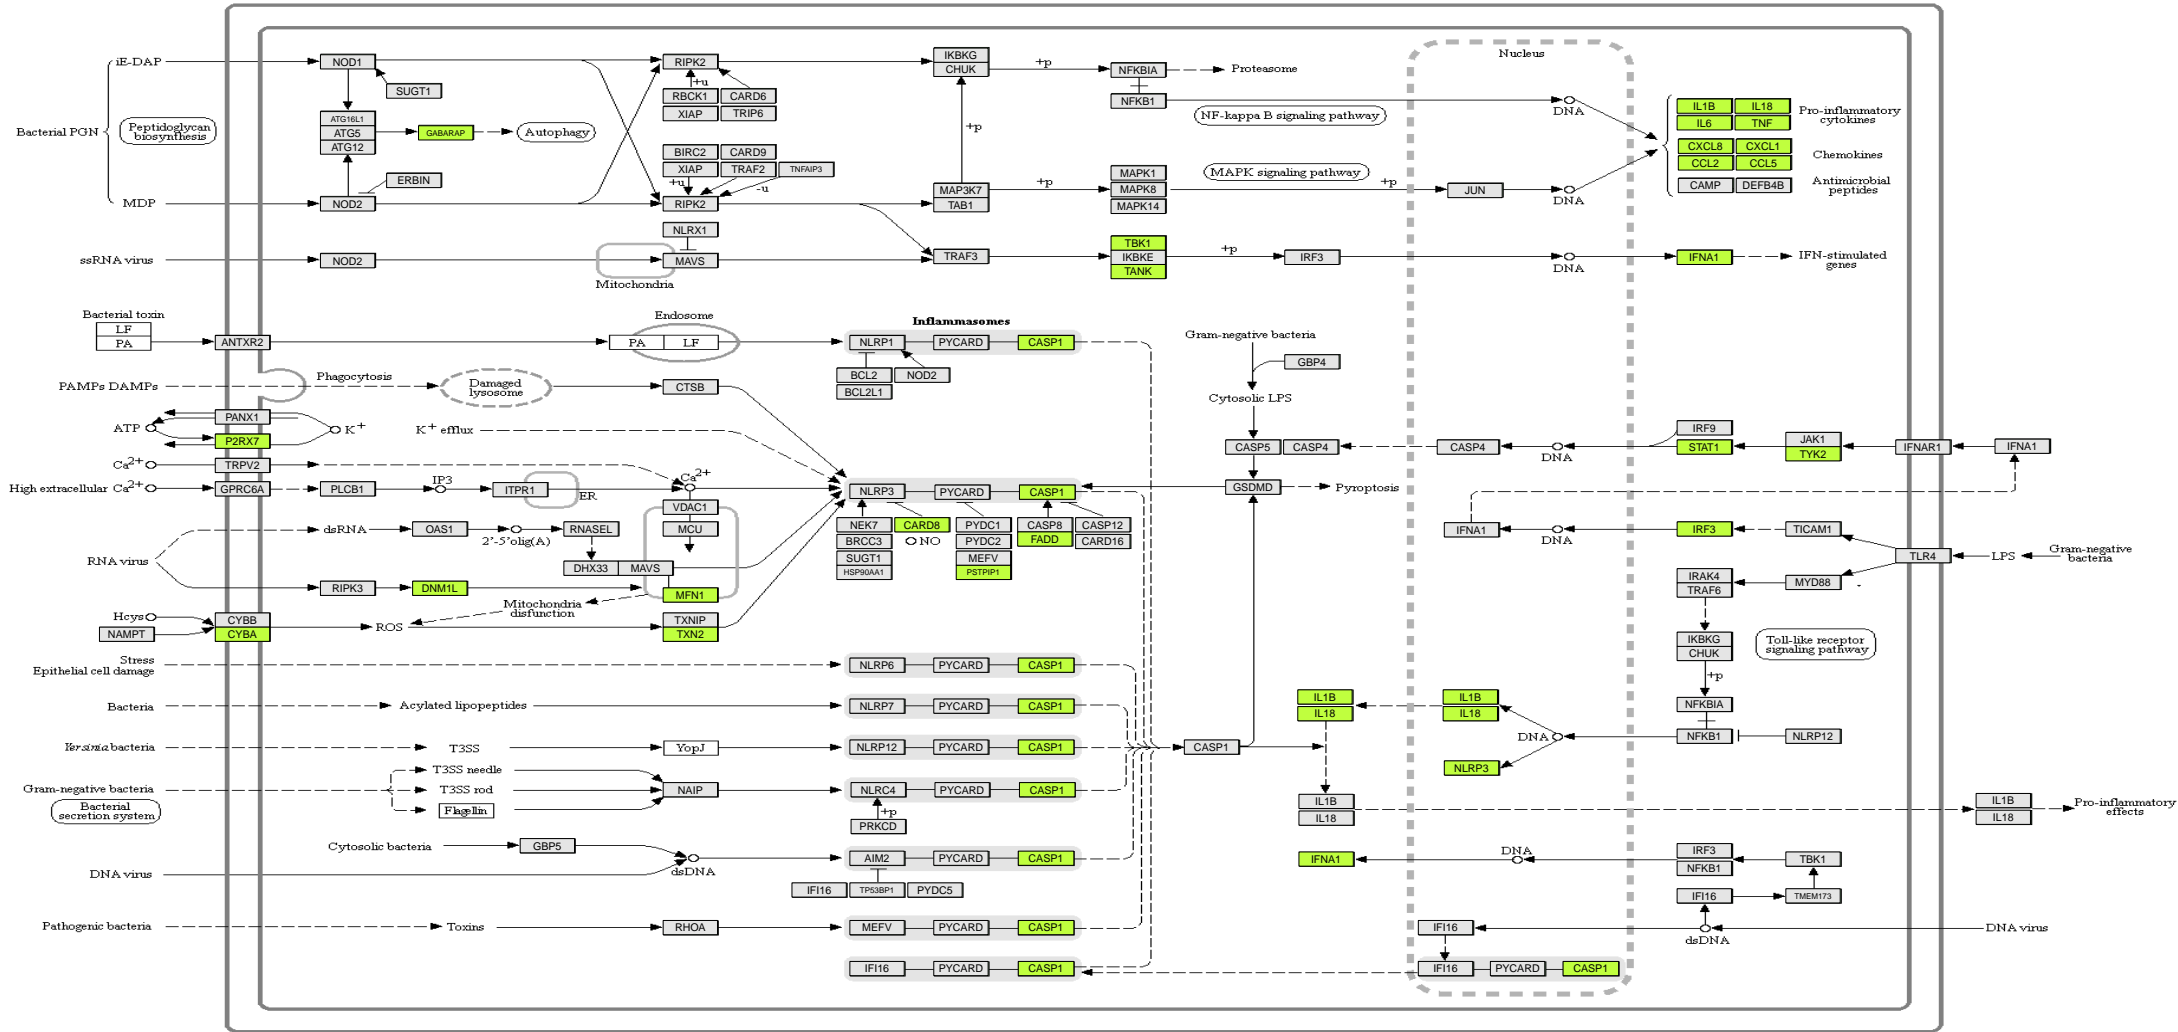 Nucleus
iE-DAP
NOD1
SUGT1
RIPK2
+u
RBCK1
CARD6
XIAP
TRIP6
IKBKG
CHUK
+p
NFKBIA
Proteasome
NFKB1
NF-kappa B signaling pathway
DNA
Bacterial PGN
Peptidoglycan
biosynthesis
ATG16L1
ATG5
ATG12
GABARAP
Autophagy
+p
IL1B
IL18
IL6
TNF
Pro-inflammatory
cytokines
CXCL8
CXCL1
CCL2
CCL5
Chemokines
CAMP
DEFB4B
Antimicrobial
peptides
ERBIN
MDP
NOD2
BIRC2
CARD9
XIAP
TRAF2
TNFAIP3
+u
-u
RIPK2
MAP3K7
TAB1
+p
MAPK1
MAPK8
MAPK14
MAPK signaling pathway
+p
JUN
DNA
ssRNA virus
NOD2
NLRX1
MAVS
Mitochondria
TRAF3
TBK1
IKBKE
TANK
+p
IRF3
DNA
IFNA1
IFN-stimulated
genes
Bacterial toxin
LF
PA
ANTXR2
Endosome
PA
LF
Inflammasomes
NLRP1
PYCARD
CASP1
BCL2
NOD2
BCL2L1
Gram-negative bacteria
GBP4
Cytosolic LPS
PAMPs DAMPs
Phagocytosis
Damaged
lysosome
CTSB
PANX1
ATP
K+
P2RX7
K+ efflux
CASP5
CASP4
CASP4
DNA
IRF9
STAT1
JAK1
TYK2
IFNAR1
IFNA1
Ca2+
TRPV2
Ca2+
High extracellular Ca2+
GPRC6A
PLCB1
IP3
ITPR1
ER
VDAC1
MCU
NLRP3
PYCARD
CASP1
GSDMD
Pyroptosis
NEK7
CARD8
PYDC1
CASP8
CASP12
BRCC3
NO
PYDC2
FADD
CARD16
SUGT1
MEFV
HSP90AA1
PSTPIP1
RNA virus
dsRNA
OAS1
2'-5'olig(A)
RNASEL
DHX33
MAVS
RIPK3
DNM1L
MFN1
Mitochondria
disfunction
IFNA1
DNA
IRF3
TICAM1
TLR4
LPS
Gram-negative
bacteria
IRAK4
TRAF6
MYD88
Hcys
NAMPT
CYBB
CYBA
ROS
TXNIP
TXN2
IKBKG
CHUK
+p
Toll-like receptor
signaling pathway
Stress
Epithelial cell damage
NLRP6
PYCARD
CASP1
Bacteria
Acylated lipopeptides
NLRP7
PYCARD
CASP1
IL1B
IL18
IL1B
IL18
NFKBIA
NFKB1
NLRP12
DNA
NLRP3
Yersinia bacteria
T3SS
YopJ
NLRP12
PYCARD
CASP1
CASP1
Gram-negative bacteria
Bacterial
secretion system
T3SS needle
T3SS rod
Flagellin
NAIP
NLRC4
PYCARD
CASP1
+p
PRKCD
IL1B
IL18
IL1B
IL18
Pro-inflammatory
effects
Cytosolic bacteria
GBP5
DNA virus
dsDNA
AIM2
PYCARD
CASP1
IFI16
TP53BP1
PYDC5
IFNA1
DNA
IRF3
NFKB1
TBK1
IFI16
TMEM173
Pathogenic bacteria
Toxins
RHOA
MEFV
PYCARD
CASP1
IFI16
dsDNA
DNA virus
IFI16
PYCARD
CASP1
IFI16
PYCARD
CASP1